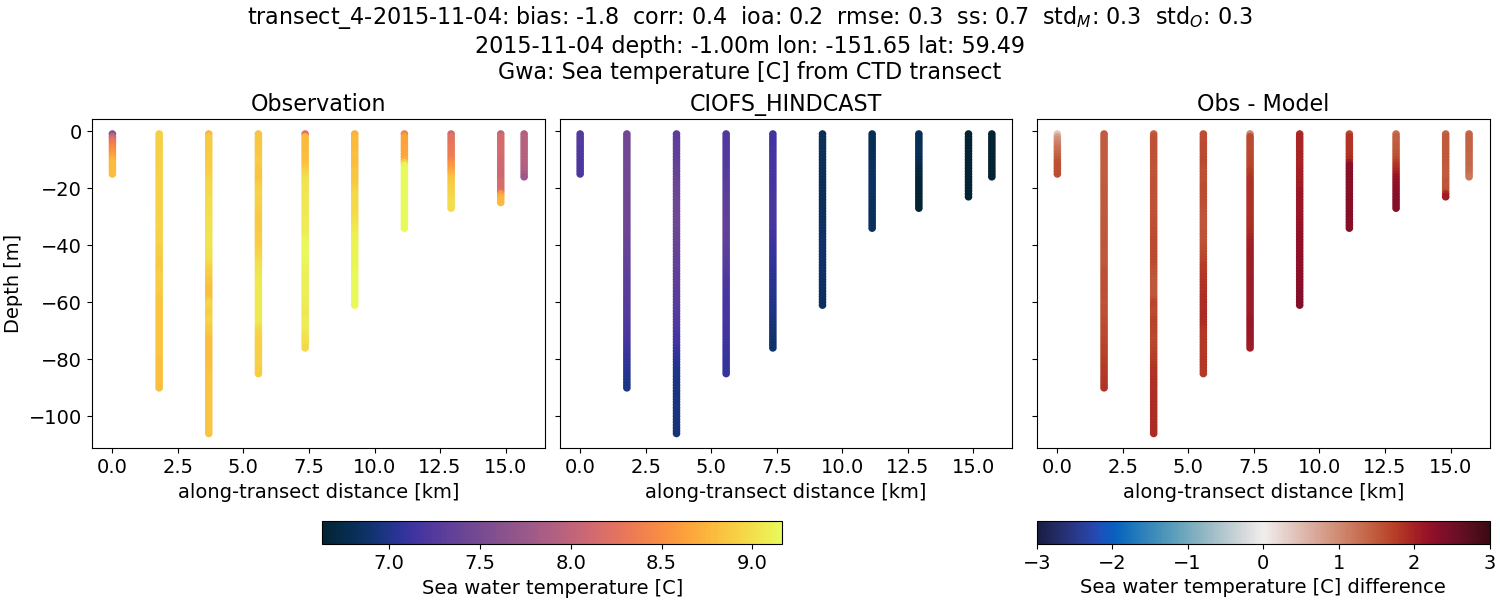 transect_4-2015-11-04: bias: -1.8  corr: 0.4  ioa: 0.2  rmse: 0.3  ss: 0.7  std_M: 0.3  std_O: 0.3
2015-11-04 depth: -1.00m lon: -151.65 lat: 59.49
Gwa: Sea temperature [C] from CTD transect
Observation
CIOFS_HINDCAST
Obs - Model
Depth [m]
0
−20
−40
−60
−80
−100
0.0 2.5 5.0 7.5 10.0 12.5 15.0
0.0 2.5 5.0 7.5 10.0 12.5 15.0
0.0 2.5 5.0 7.5 10.0 12.5 15.0
along-transect distance [km]
along-transect distance [km]
along-transect distance [km]
7.0 7.5 8.0 8.5 9.0
Sea water temperature [C]
−3 −2 −1 0 1 2 3
Sea water temperature [C] difference